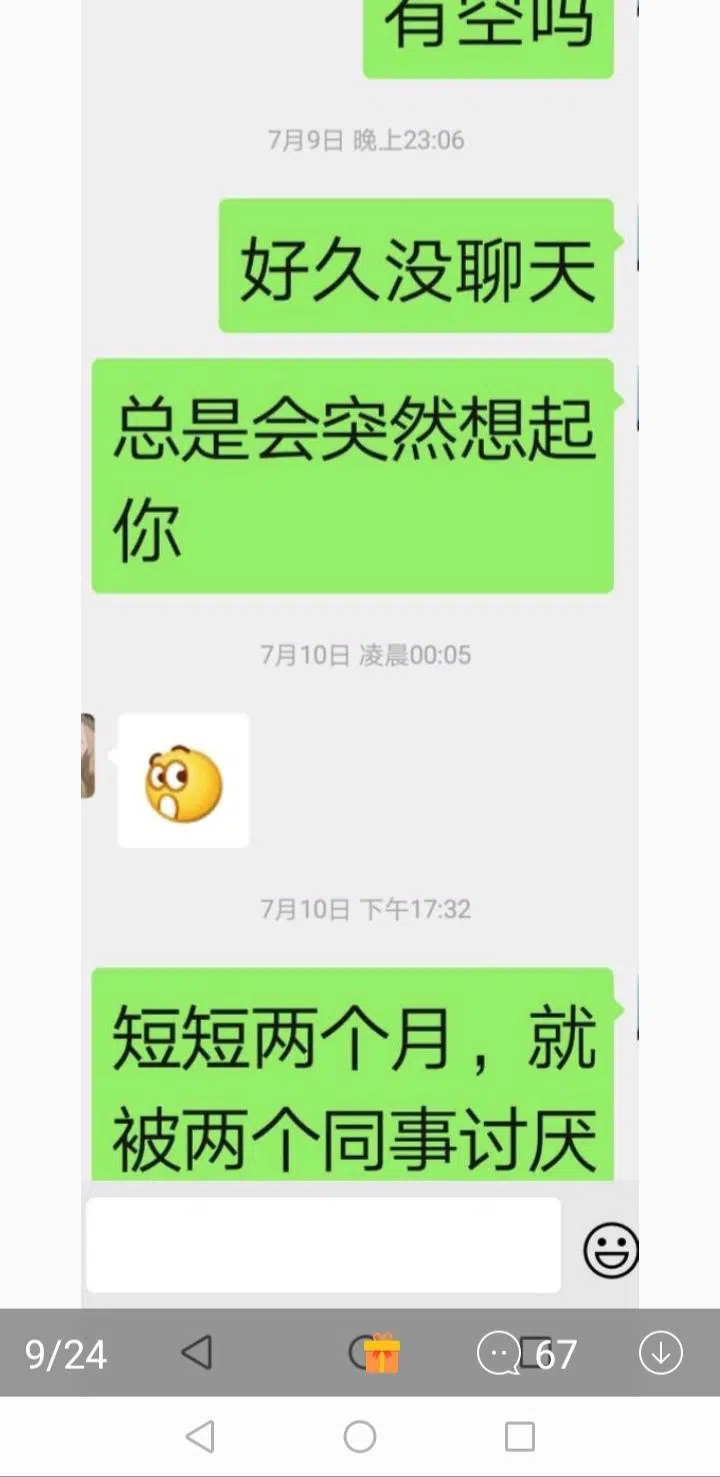 有空吗
7月9日 晚上23:06
好久没聊天
总是会突然想起
你
7月10日 凌晨00:05
7月10日 下午17:32
短短两个月，就
被两个同事讨厌
9/24
67